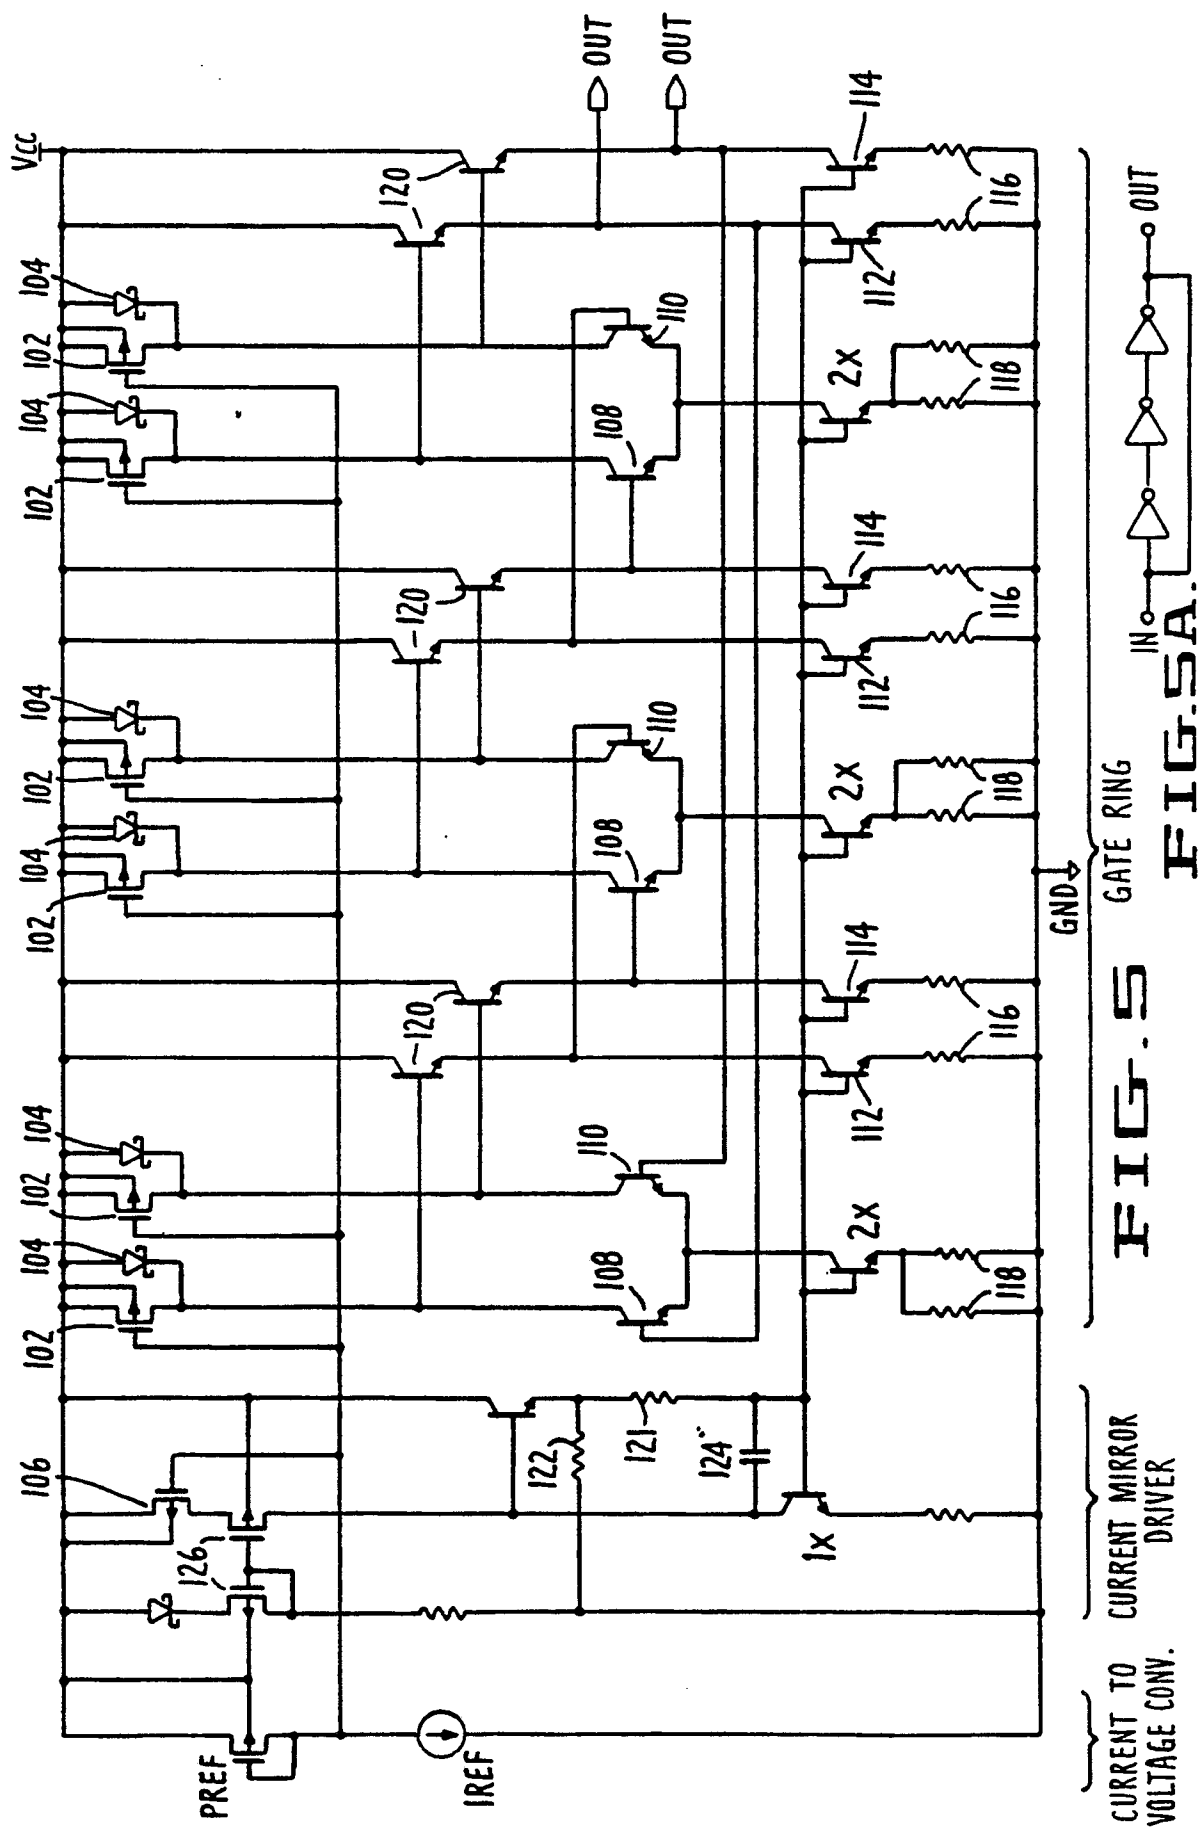 106
102
104
102
104
102
104
102
104
102
104
102
104
VCC
PREF
126
120
120
120
120
IREF
122
121
124
108
110
108
110
108
110
OUT
OUT
1X
2X
112
114
2X
112
114
2X
112
114
118
116
118
116
118
116
GND
CURRENT TO
VOLTAGE CONV.
CURRENT MIRROR
DRIVER
GATE RING
FIG. 5
IN
OUT
FIG. 5A.